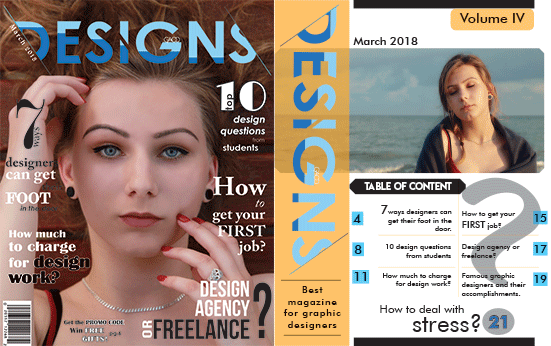 DESIGNS
CACD
March 2018
top
10
design
questions
from
students
7
ways
designer
can get
FOOT
in the door
How
to
get your
FIRST
job?
How much
to charge
for design
work?
IS
DESIGN
AGENCY
OR FREELANCE?
Get the PROMO CODE
Win FREE
GIFTS! pg.6
DESIGNS
CACD
Best
magazine
for graphic
designers
Volume IV
March 2018
TABLE OF CONTENT
4 7 ways designers can
get their foot in the
door.
8 10 design questions
from students
11 How much to charge
for design work?
How to get your 15
FIRST job?
Design agency or 17
freelance?
Famous graphic 19
designers and their
accomplishments.
?
How to deal with
stress? 21